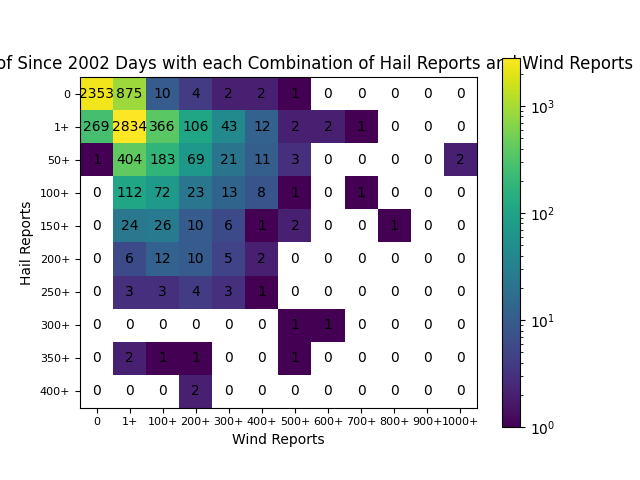 of Since 2002 Days with each Combination of Hail Reports and Wind Reports
0 2353 875 10 4 2 2 1 0 0 0 0 0
1+ 269 2834 366 106 43 12 2 2 1 0 0 0
50+ 1 404 183 69 21 11 3 0 0 0 0 2
100+ 0 112 72 23 13 8 1 0 1 0 0 0
150+ 0 24 26 10 6 1 2 0 0 1 0 0
200+ 0 6 12 10 5 2 0 0 0 0 0 0
250+ 0 3 3 4 3 1 0 0 0 0 0 0
300+ 0 0 0 0 0 0 1 1 0 0 0 0
350+ 0 2 1 1 0 0 1 0 0 0 0 0
400+ 0 0 0 2 0 0 0 0 0 0 0 0
0 1+ 100+ 200+ 300+ 400+ 500+ 600+ 700+ 800+ 900+ 1000+
Wind Reports
Hail Reports
10³
10²
10¹
10⁰